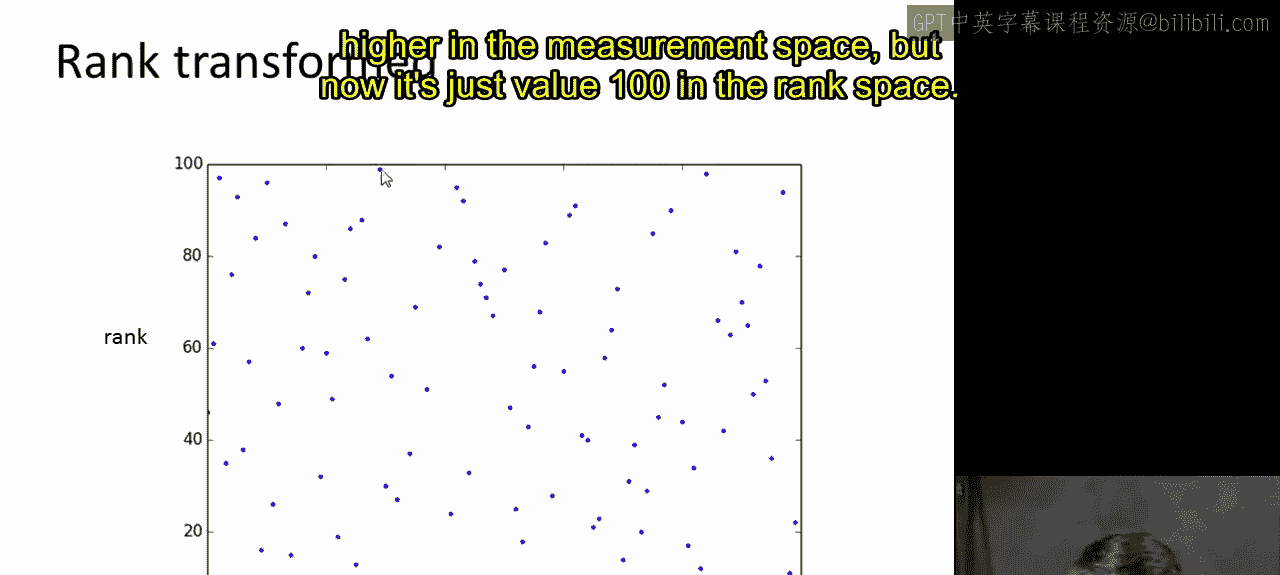 GPT中英字幕课程资源@bilibili.com
higher in the measurement space, but
Rank transformed
now it's just value 100 in the rank space.
100
80
rank
60
40
20